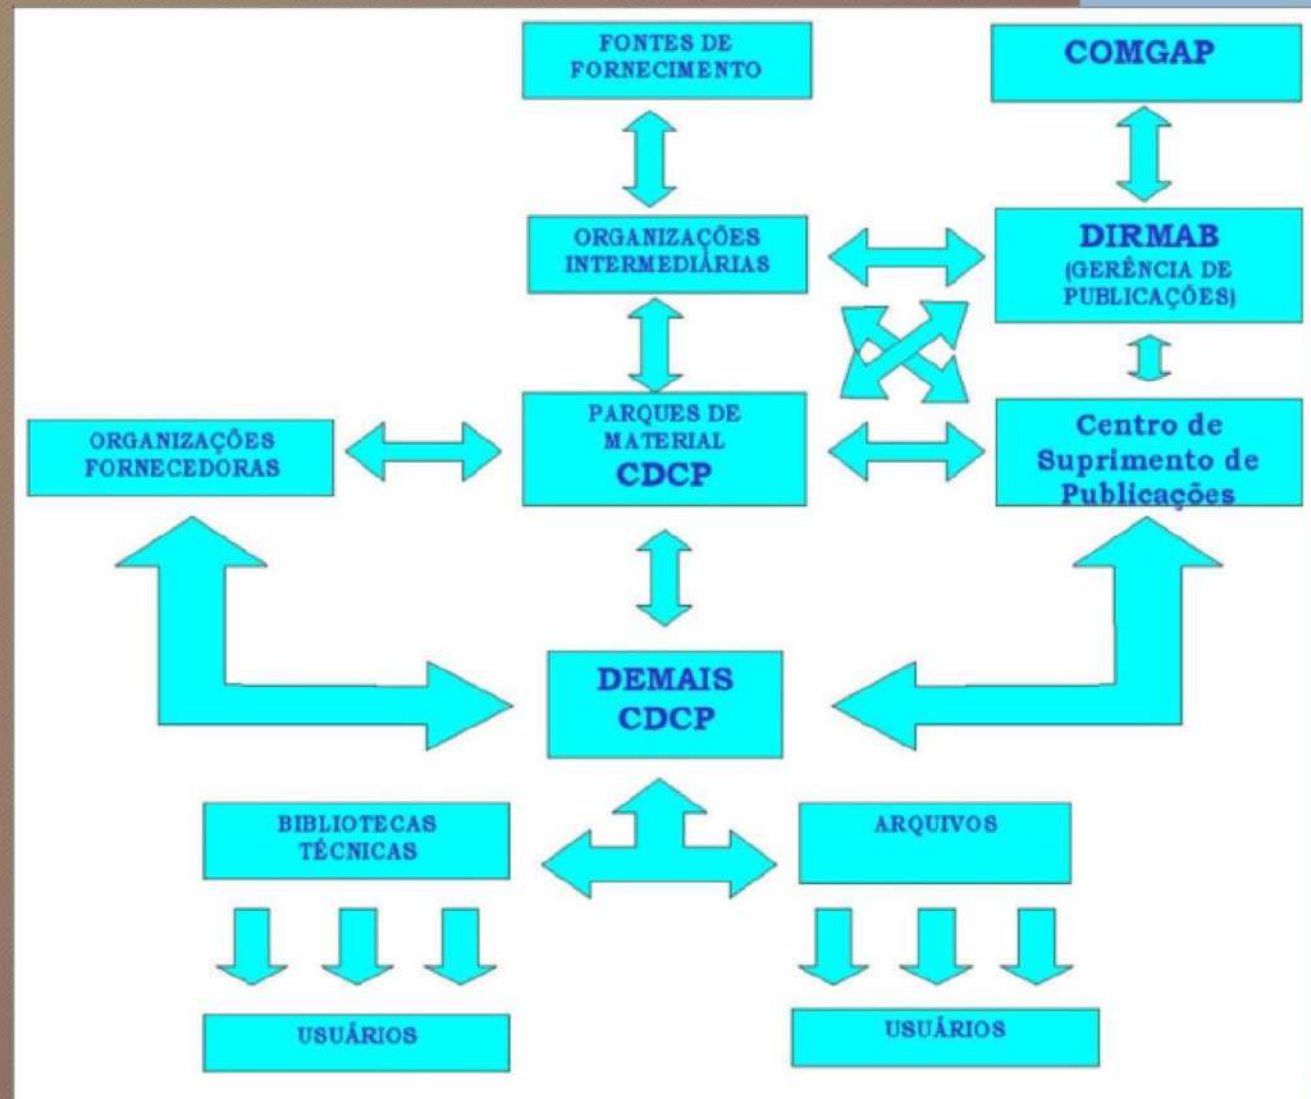 FONTES DE
FORNECIMENTO
COMGAP
ORGANIZAÇÕES
INTERMEDIÁRIAS
DIRMAB
(GERÊNCIA DE
PUBLICAÇÕES)
ORGANIZAÇÕES
FORNECEDORAS
PARQUES DE
MATERIAL
CDCP
Centro de
Suprimento de
Publicações
DEMAIS
CDCP
BIBLIOTECAS
TÉCNICAS
ARQUIVOS
USUÁRIOS
USUÁRIOS